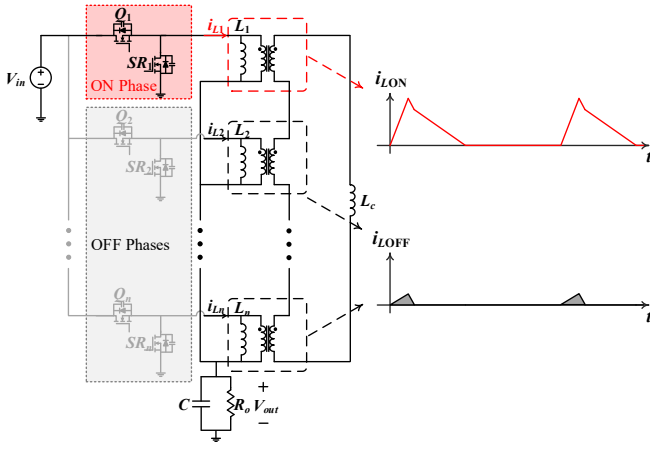 Q1
iL1
L1
SR1
ON Phase
Vin
iLON
t
Q2
iL2
L2
SR2
Lc
OFF Phases
iLOFF
t
Qn
iLn
Ln
SRn
C
Ro
Vout